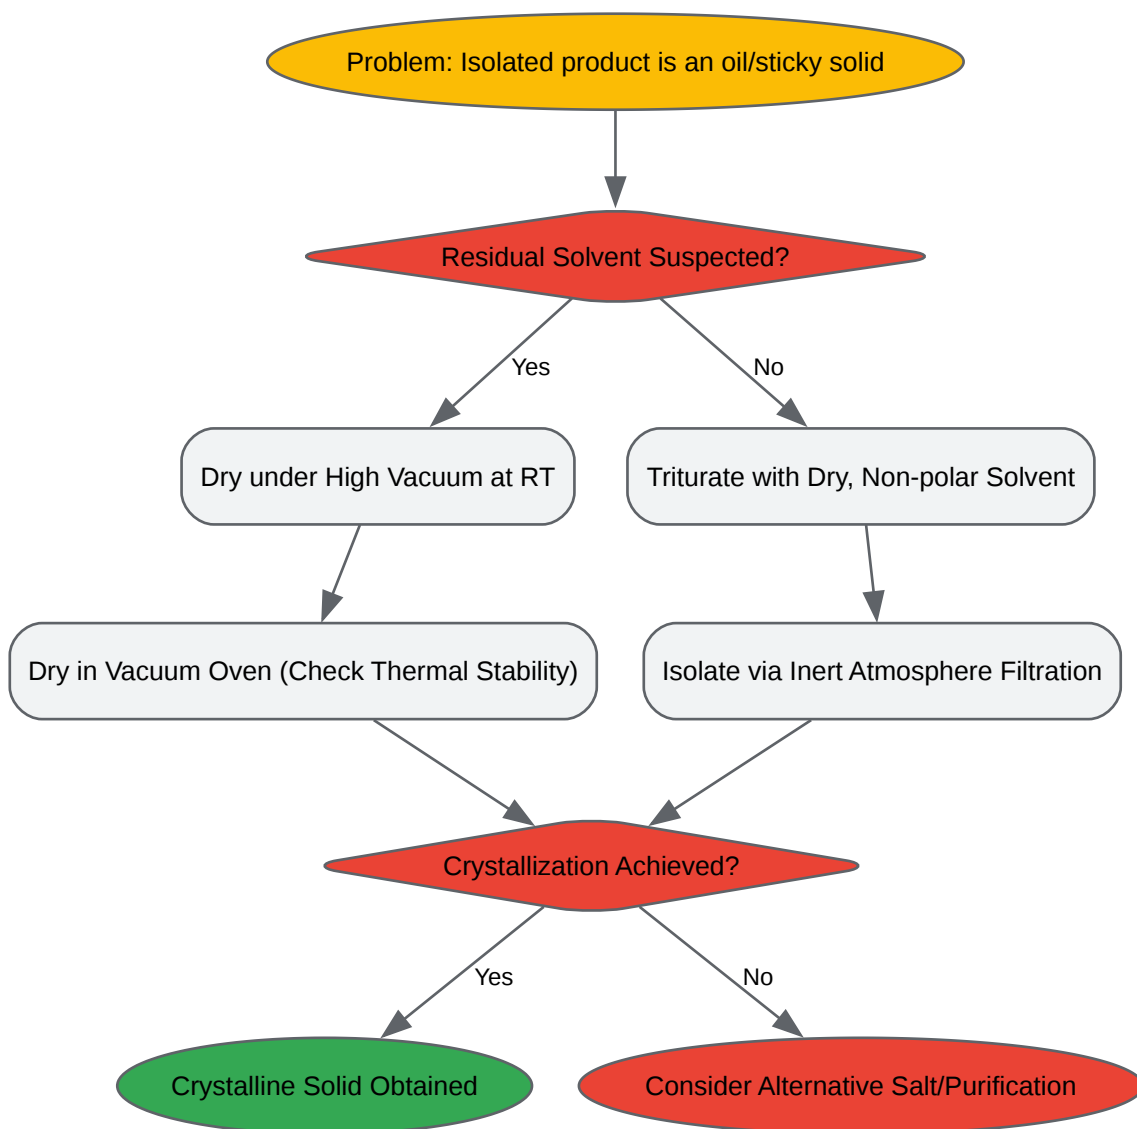 Problem: Isolated product is an oil/sticky solid
Residual Solvent Suspected?
Yes
No
Dry under High Vacuum at RT
Triturate with Dry, Non-polar Solvent
Dry in Vacuum Oven (Check Thermal Stability)
Isolate via Inert Atmosphere Filtration
Crystallization Achieved?
Yes
No
Crystalline Solid Obtained
Consider Alternative Salt/Purification